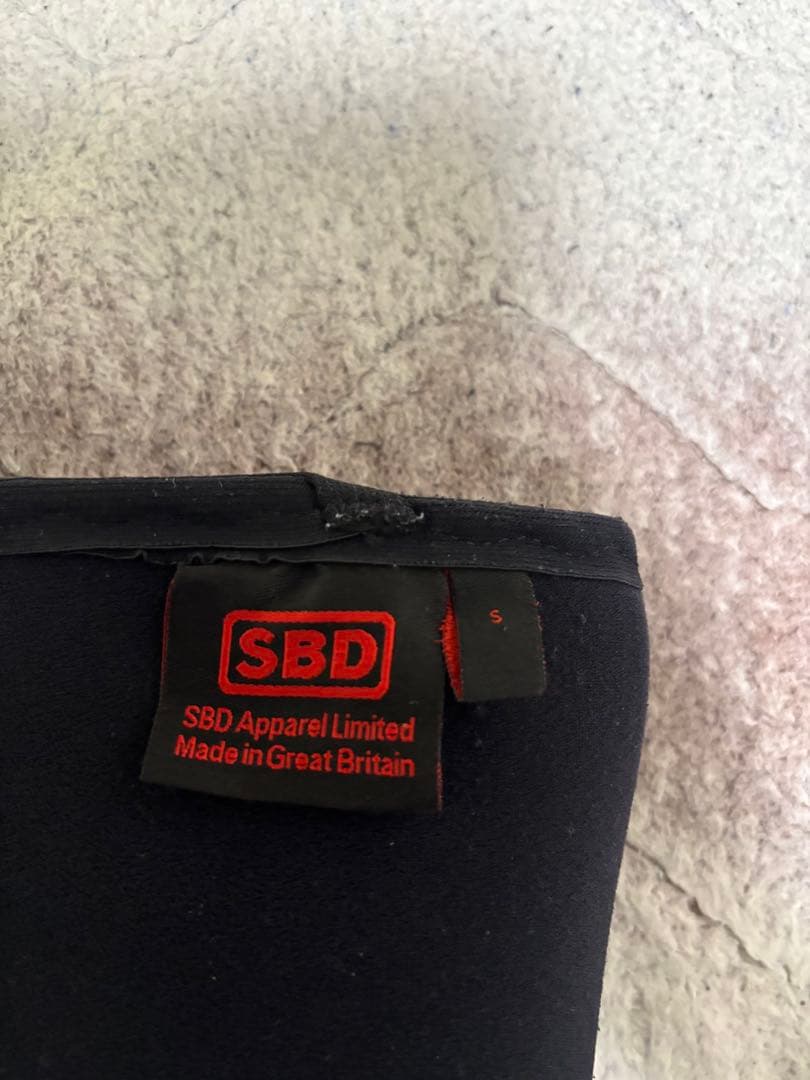 SBD
S
SBD Apparel Limited
Made in Great Britain